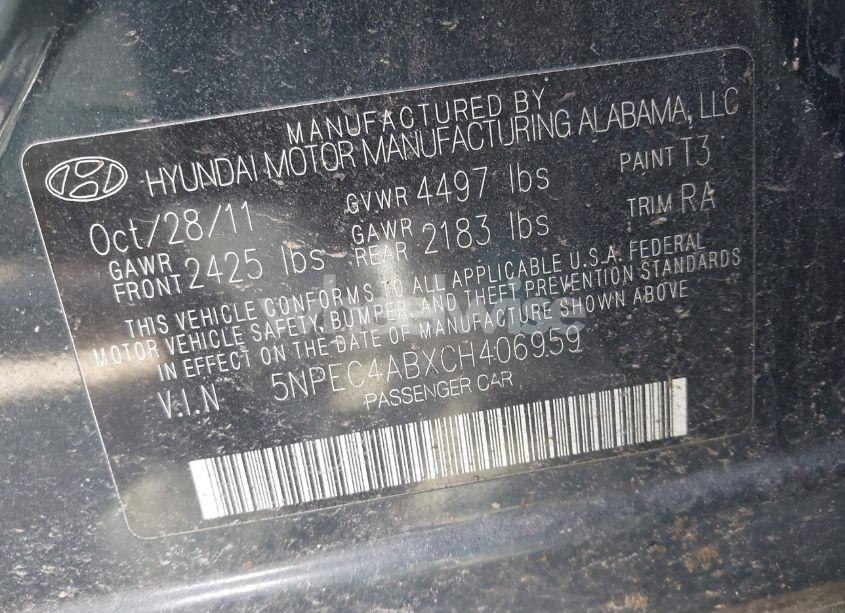 MANUFACTURED BY
HYUNDAI MOTOR MANUFACTURING ALABAMA, LLC
Oct/28/11 GVWR 4497 lbs PAINT T3
GAWR FRONT 2425 lbs GAWR REAR 2183 lbs TRIM RA
THIS VEHICLE CONFORMS TO ALL APPLICABLE U.S.A. FEDERAL
MOTOR VEHICLE SAFETY, BUMPER, AND THEFT PREVENTION STANDARDS
IN EFFECT ON THE DATE OF MANUFACTURE SHOWN ABOVE
V.I.N 5NPEC4ABXCH406959
PASSENGER CAR